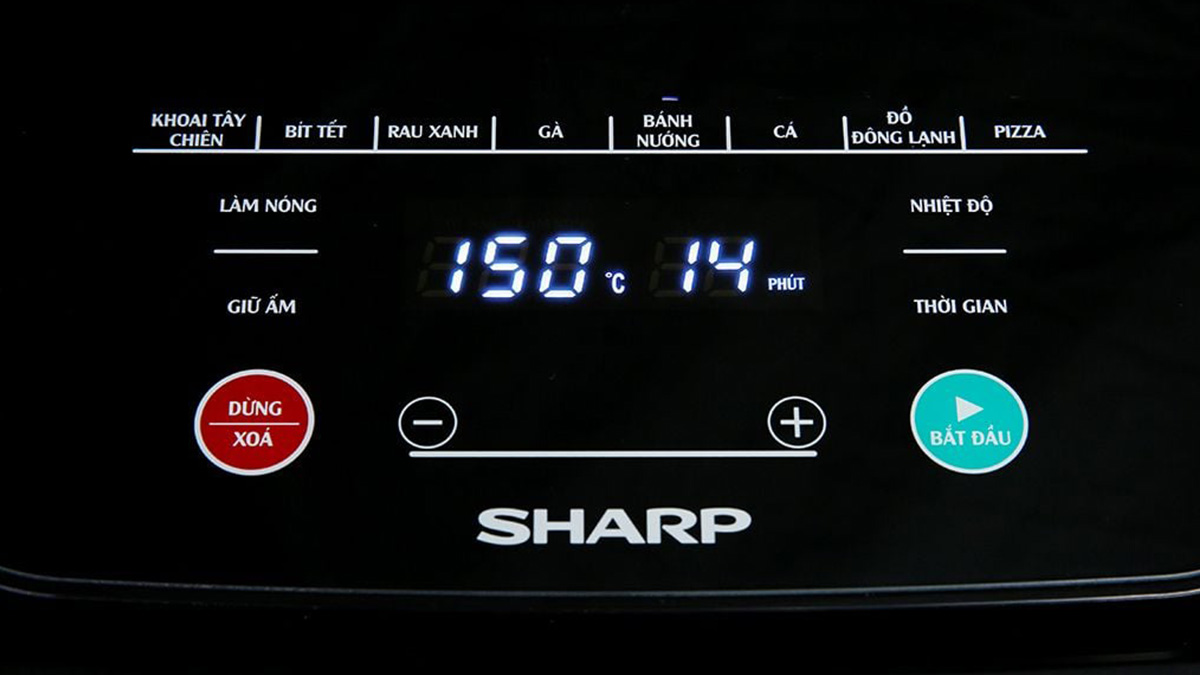 KHOAI TÂY
CHIÊN
BÍT TẾT
RAU XANH
GÀ
BÁNH
NƯỚNG
CÁ
ĐỒ
ĐÔNG LẠNH
PIZZA
LÀM NÓNG
NHIỆT ĐỘ
150 °C 14 PHÚT
GIỮ ẤM
THỜI GIAN
DỪNG
XOÁ
−
+
BẮT ĐẦU
SHARP